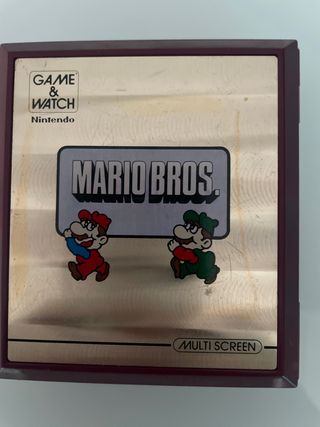 GAME
&
WATCH
Nintendo
MARIO BROS.
MULTI SCREEN